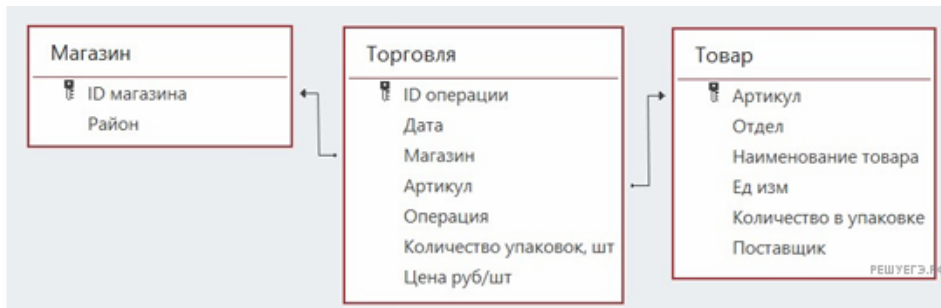 Магазин
ID магазина
Район
Торговля
ID операции
Дата
Магазин
Артикул
Операция
Количество упаковок, шт
Цена руб/шт
Товар
Артикул
Отдел
Наименование товара
Ед изм
Количество в упаковке
Поставщик